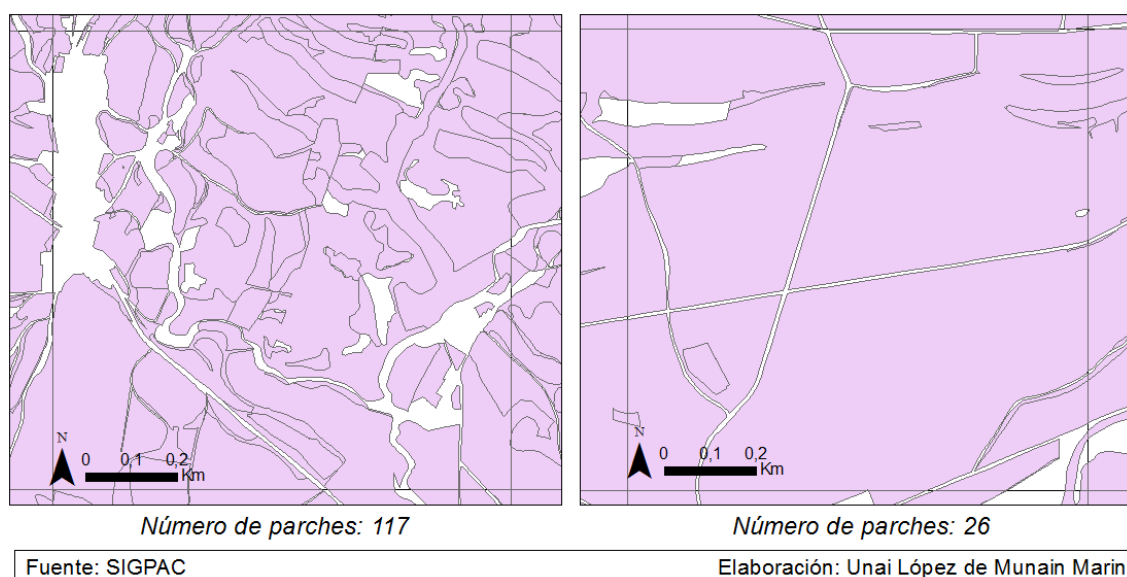 N
0 0,1 0,2
Km
N
0 0,1 0,2
Km
Número de parches: 117
Número de parches: 26
Fuente: SIGPAC
Elaboración: Unai López de Munain Marin